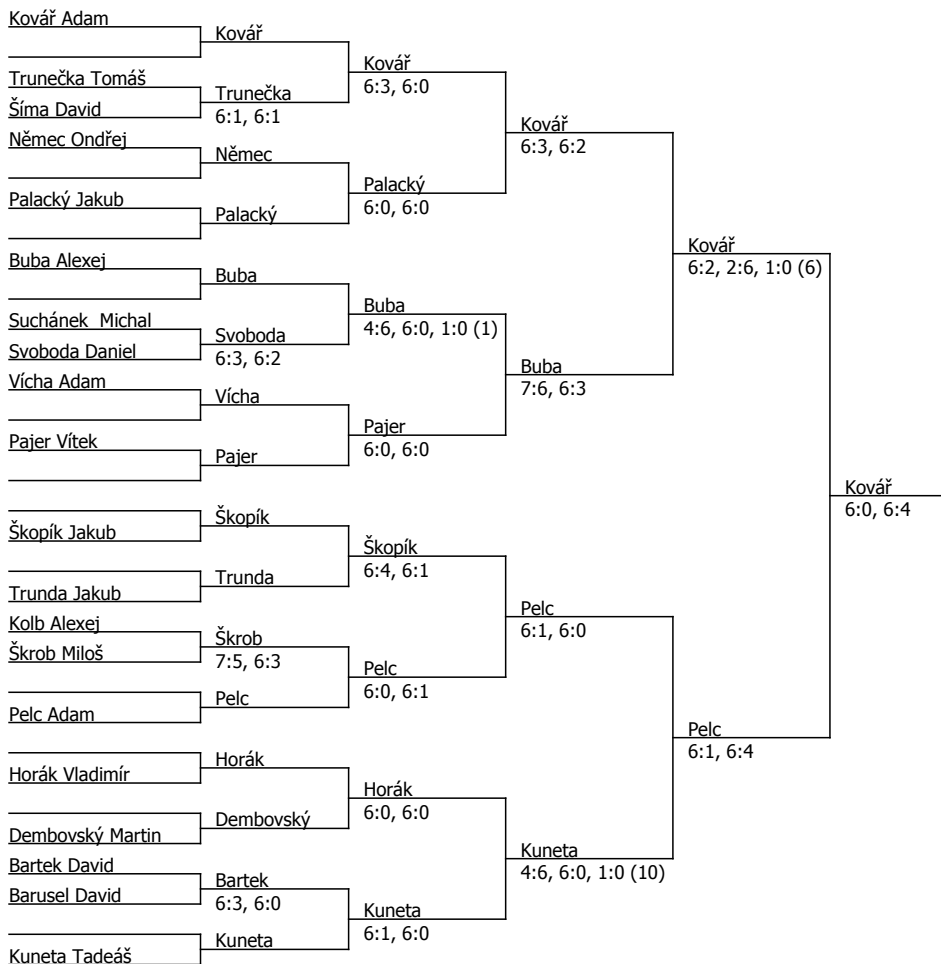 Kovář Adam
Trunečka Tomáš
Šíma David
Němec Ondřej
Palacký Jakub
Buba Alexej
Suchánek  Michal
Svoboda Daniel
Vícha Adam
Pajer Vítek
Škopík Jakub
Trunda Jakub
Kolb Alexej
Škrob Miloš
Pelc Adam
Horák Vladimír
Dembovský Martin
Bartek David
Barusel David
Kuneta Tadeáš
Kovář
Trunečka
6:1, 6:1
Němec
Palacký
Buba
Svoboda
6:3, 6:2
Vícha
Pajer
Škopík
Trunda
Škrob
7:5, 6:3
Pelc
Horák
Dembovský
Bartek
6:3, 6:0
Kuneta
Kovář
6:3, 6:0
Palacký
6:0, 6:0
Buba
4:6, 6:0, 1:0 (1)
Pajer
6:0, 6:0
Škopík
6:4, 6:1
Pelc
6:0, 6:1
Horák
6:0, 6:0
Kuneta
6:1, 6:0
Kovář
6:3, 6:2
Buba
7:6, 6:3
Pelc
6:1, 6:0
Kuneta
4:6, 6:0, 1:0 (10)
Kovář
6:2, 2:6, 1:0 (6)
Pelc
6:1, 6:4
Kovář
6:0, 6:4